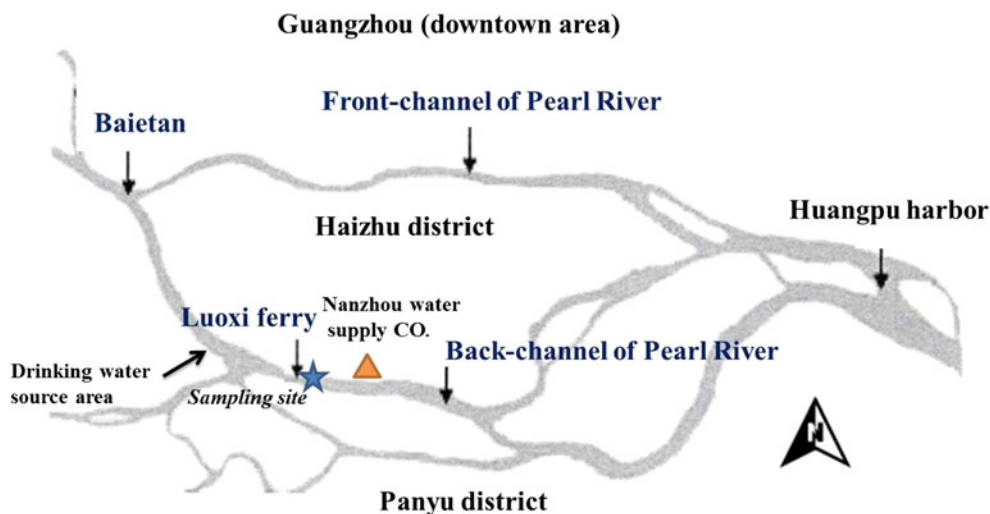 Guangzhou (downtown area)
Front-channel of Pearl River
Baietan
Huangpu harbor
Haizhu district
Nanzhou water
supply CO.
Luoxi ferry
Back-channel of Pearl River
Drinking water
source area
Sampling site
N
Panyu district